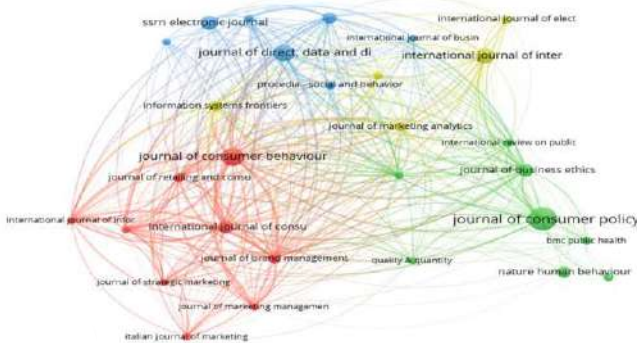 international journal of elect
ssrn electronic journal
international journal of busin
journal of direct, data and di
international journal of inter
procedia - social and behavior
information systems frontiers
journal of marketing analytics
international review on public
journal of consumer behaviour
journal of business ethics
journal of retailing and consu
international journal of infor
international journal of consu
journal of consumer policy
bmc public health
journal of brand management
quality & quantity
nature human behaviour
journal of strategic marketing
journal of marketing managemen
italian journal of marketing